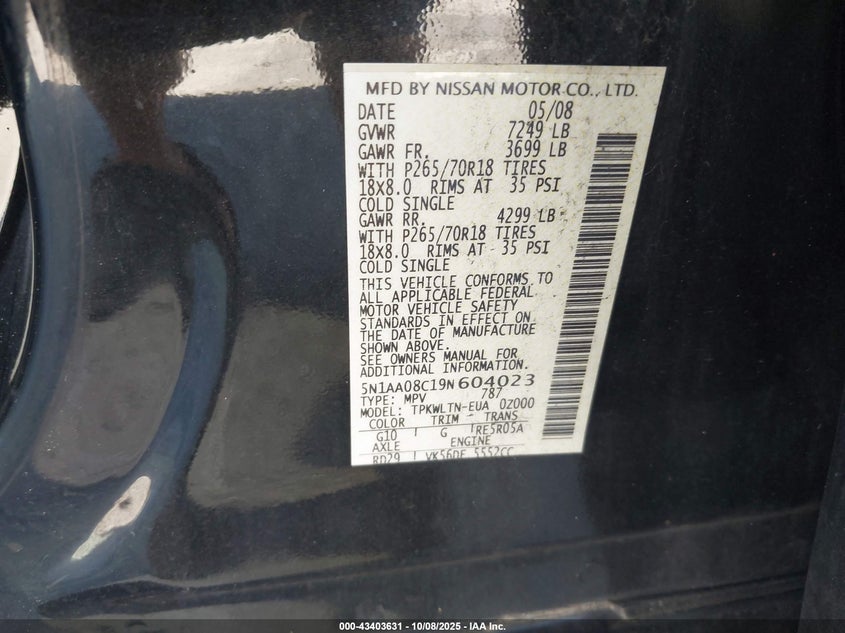 MFD BY NISSAN MOTOR CO., LTD.
DATE 05/08
GVWR 7249 LB
GAWR FR. 3699 LB
WITH P265/70R18 TIRES
18X8.0 RIMS AT 35 PSI
COLD SINGLE
GAWR RR. 4299 LB
WITH P265/70R18 TIRES
18X8.0 RIMS AT 35 PSI
COLD SINGLE
THIS VEHICLE CONFORMS TO
ALL APPLICABLE FEDERAL
MOTOR VEHICLE SAFETY
STANDARDS IN EFFECT ON
THE DATE OF MANUFACTURE
SHOWN ABOVE.
SEE OWNERS MANUAL FOR
ADDITIONAL INFORMATION.
5N1AA08C19N604023
TYPE: MPV 787
MODEL: TPKWLTN-EUA 0Z000
COLOR TRIM TRANS
G10 G RE5R05A
AXLE ENGINE
RD29 VK56DE 5552CC
000-43403631 - 10/08/2025 - IAA Inc.